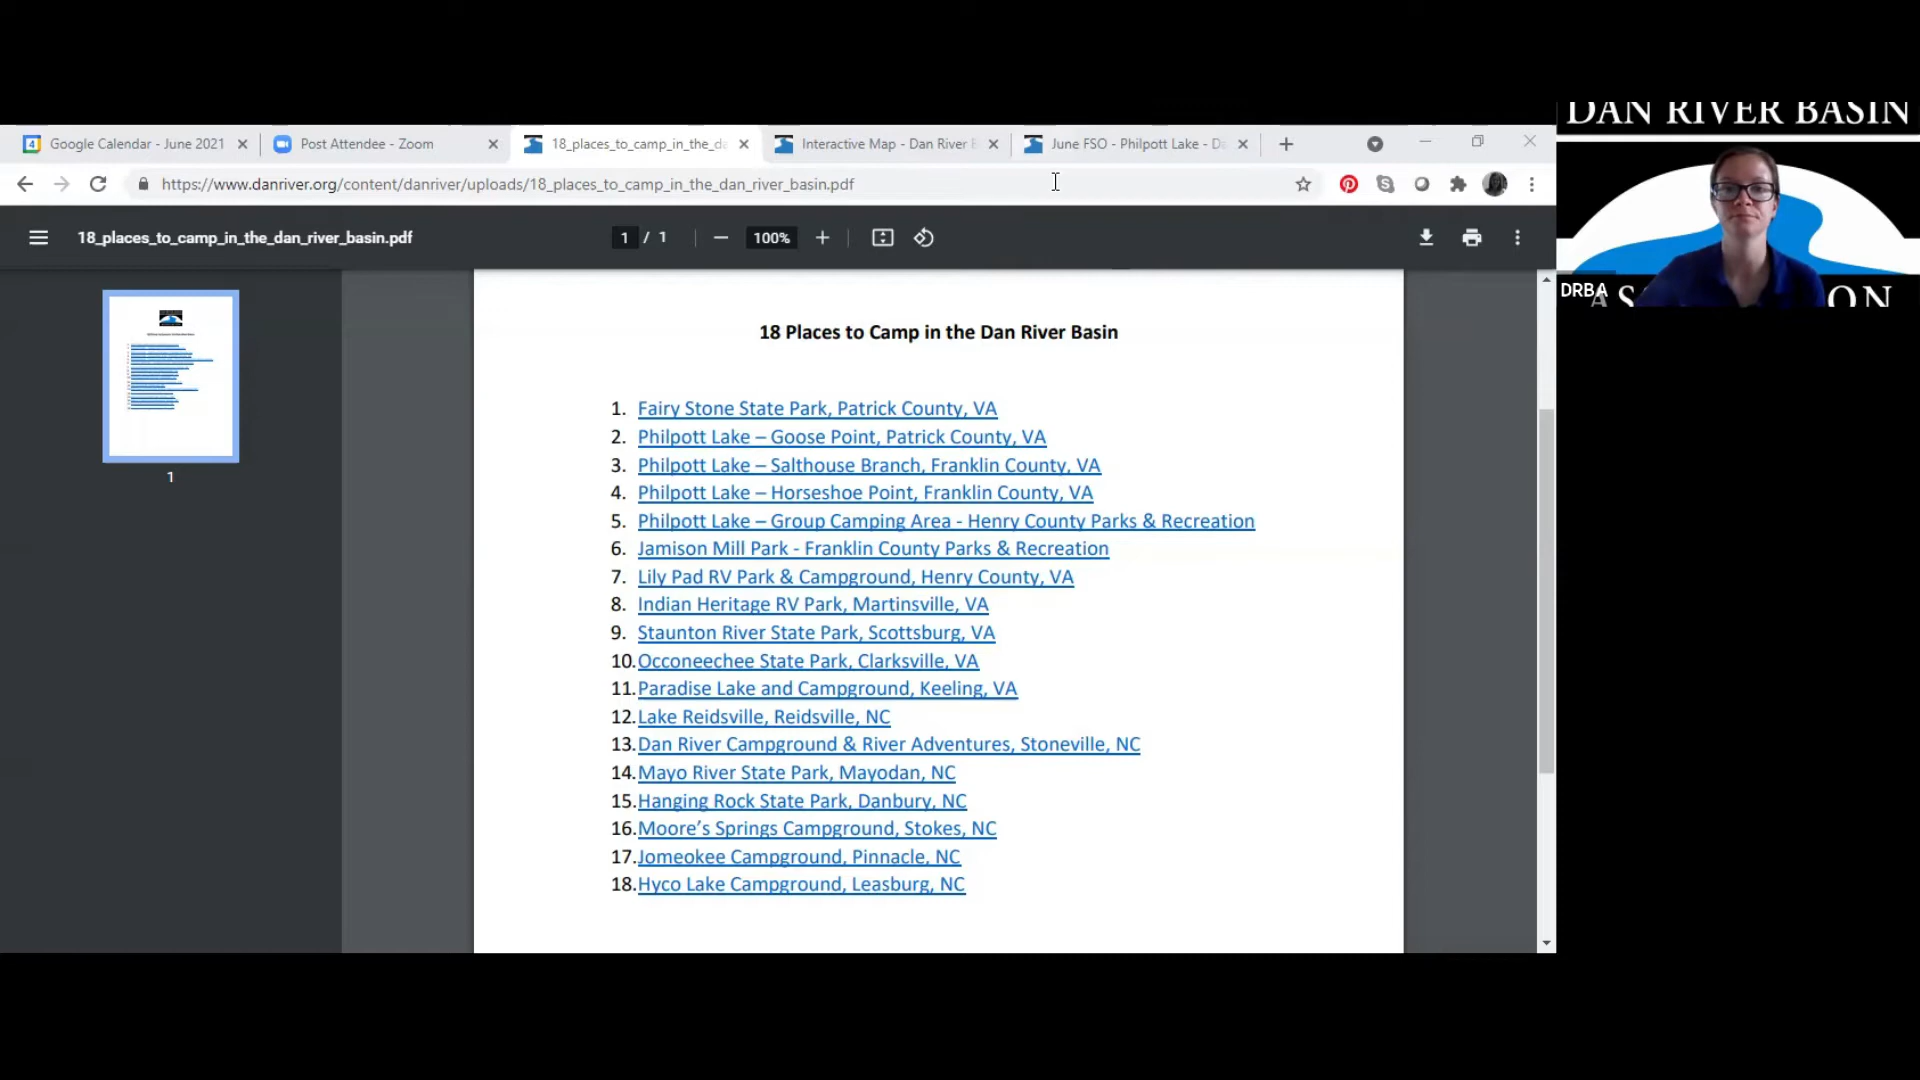 DAN RIVER BASIN
Google Calendar - June 2021
Post Attendee - Zoom
18_places_to_camp_in_the_da
Interactive Map - Dan River B
June FSO - Philpott Lake - Da
https://www.danriver.org/content/danriver/uploads/18_places_to_camp_in_the_dan_river_basin.pdf
18_places_to_camp_in_the_dan_river_basin.pdf
1 / 1
100%
DRBA
1
18 Places to Camp in the Dan River Basin
1. Fairy Stone State Park, Patrick County, VA
2. Philpott Lake – Goose Point, Patrick County, VA
3. Philpott Lake – Salthouse Branch, Franklin County, VA
4. Philpott Lake – Horseshoe Point, Franklin County, VA
5. Philpott Lake – Group Camping Area - Henry County Parks & Recreation
6. Jamison Mill Park - Franklin County Parks & Recreation
7. Lily Pad RV Park & Campground, Henry County, VA
8. Indian Heritage RV Park, Martinsville, VA
9. Staunton River State Park, Scottsburg, VA
10. Occoneechee State Park, Clarksville, VA
11. Paradise Lake and Campground, Keeling, VA
12. Lake Reidsville, Reidsville, NC
13. Dan River Campground & River Adventures, Stoneville, NC
14. Mayo River State Park, Mayodan, NC
15. Hanging Rock State Park, Danbury, NC
16. Moore’s Springs Campground, Stokes, NC
17. Jomeokee Campground, Pinnacle, NC
18. Hyco Lake Campground, Leasburg, NC